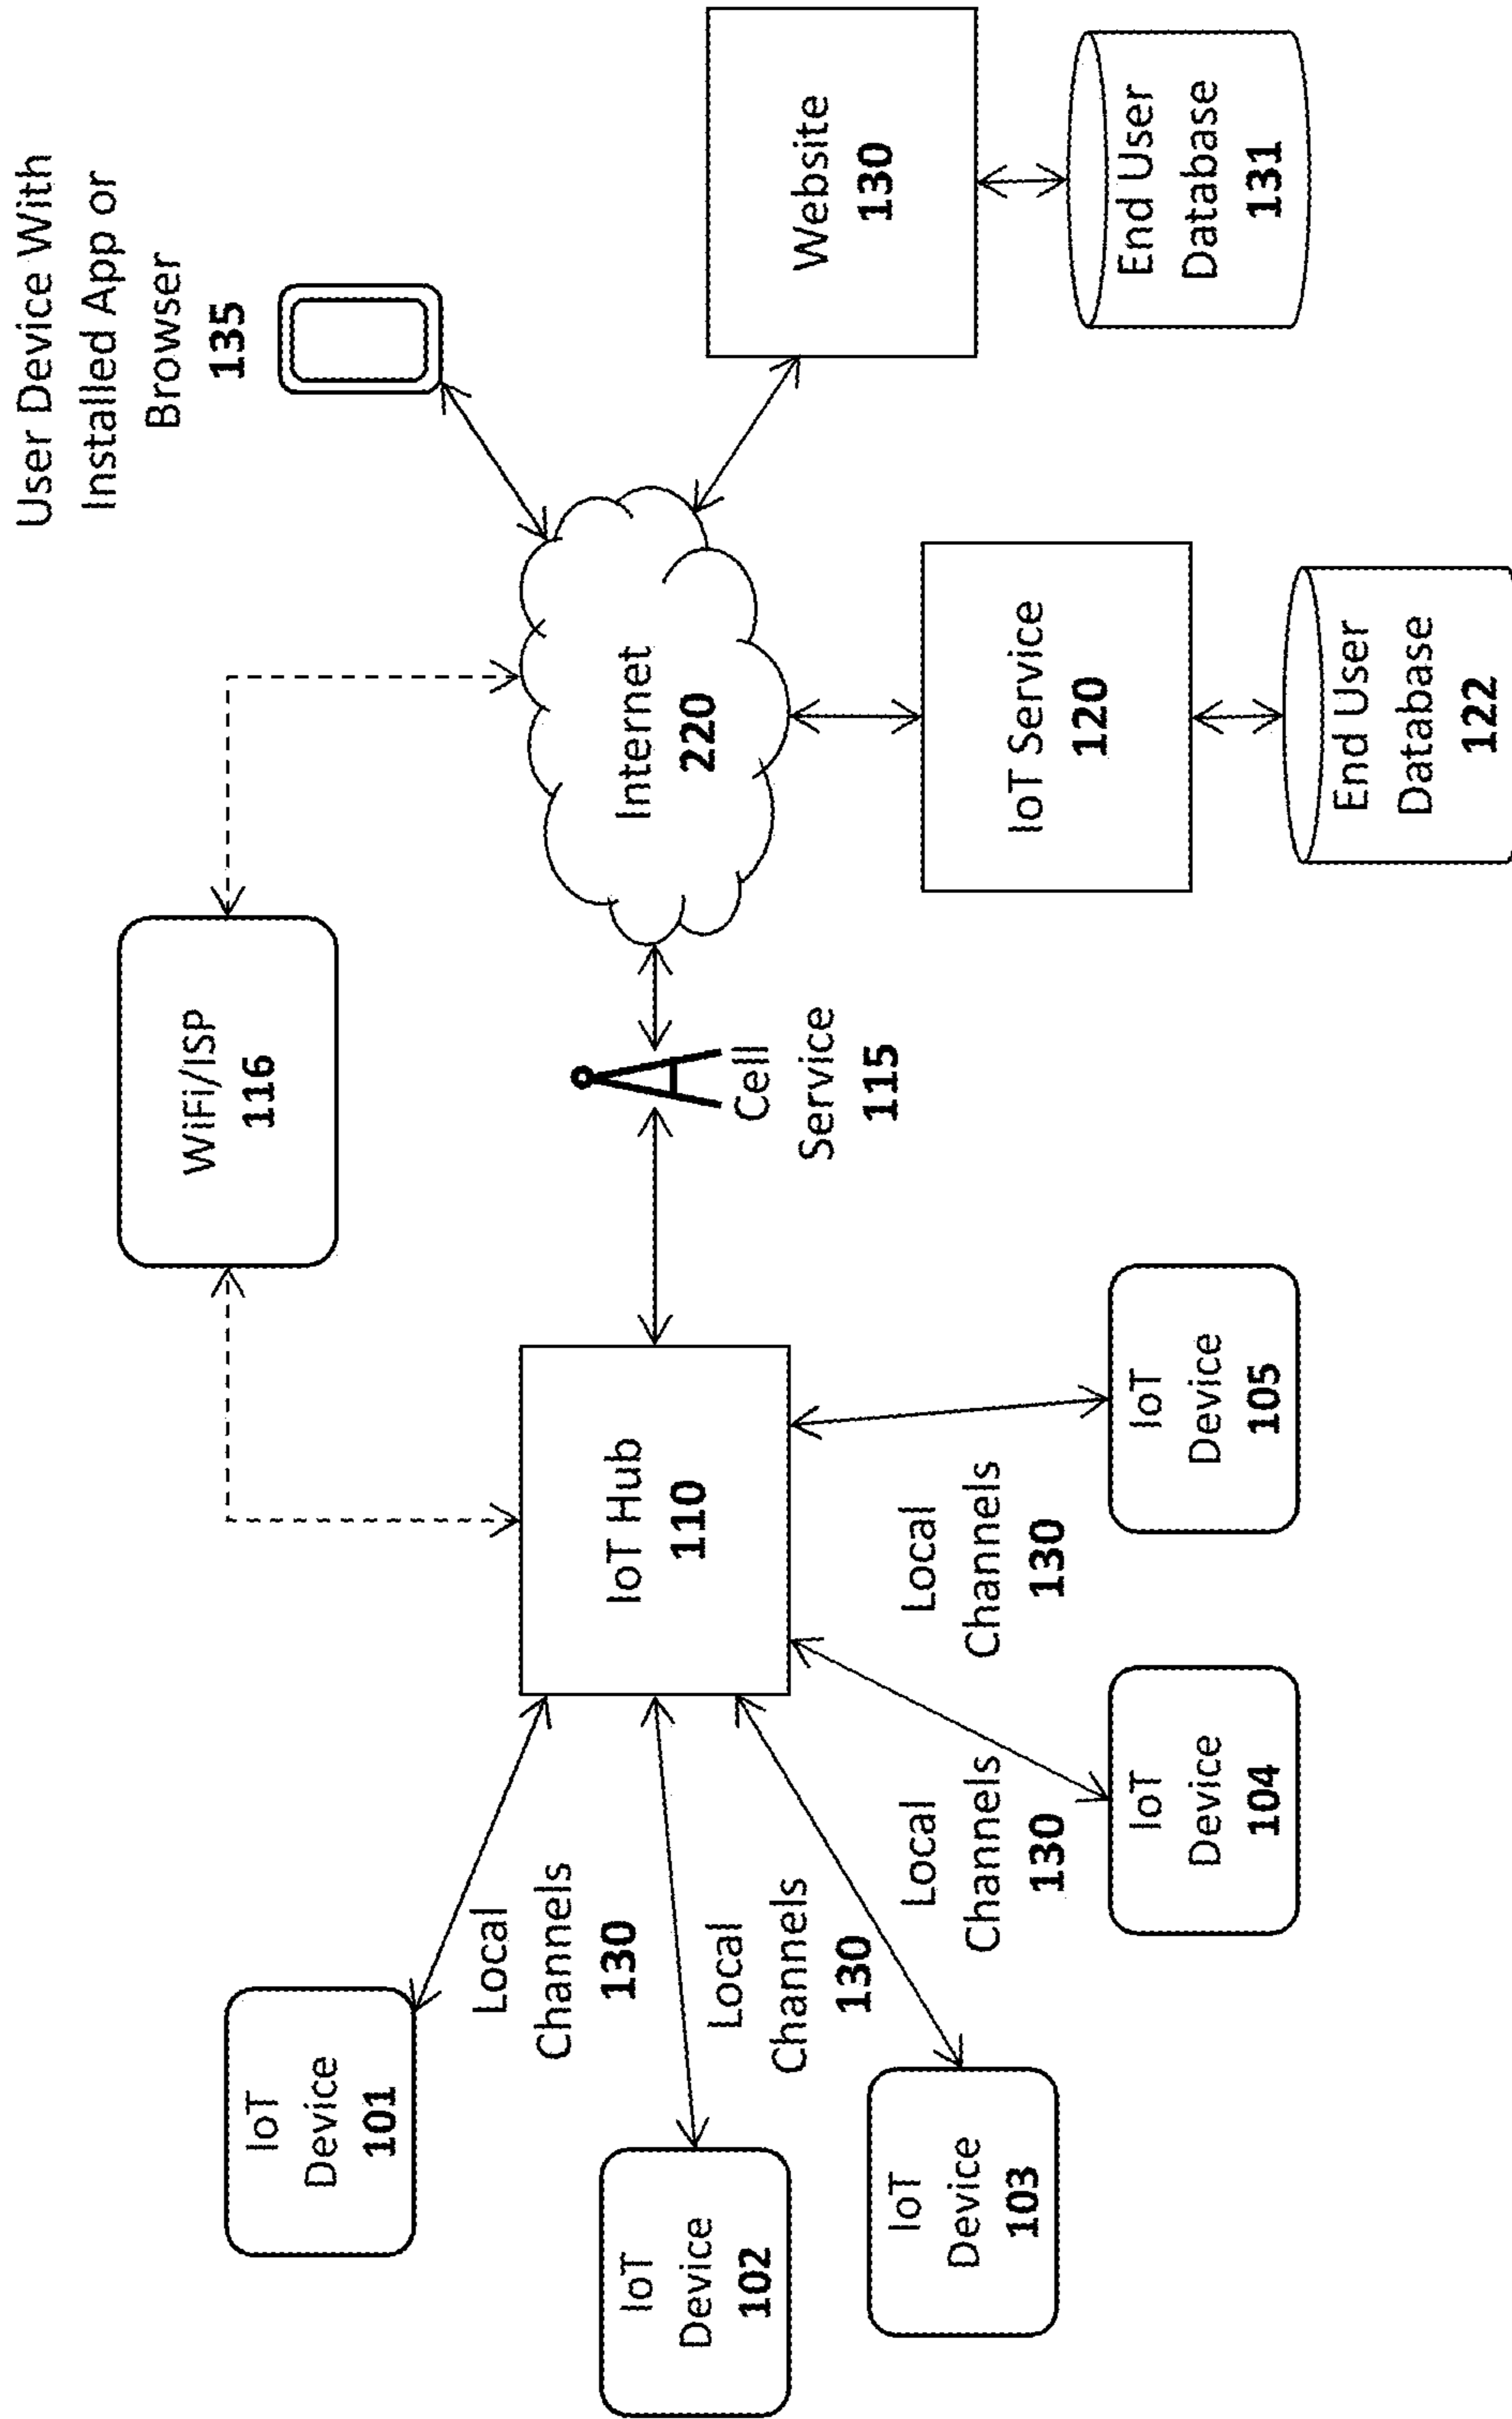 User Device With
Installed App or
Browser
135
WiFi/ISP
116
IoT
Device
101
Local
Channels
130
IoT Hub
110
Cell
Service
115
Internet
220
Website
130
End User
Database
131
IoT
Device
102
Local
Channels
130
IoT
Device
103
Local
Channels
130
IoT
Device
104
Local
Channels
130
IoT
Device
105
IoT Service
120
End User
Database
122